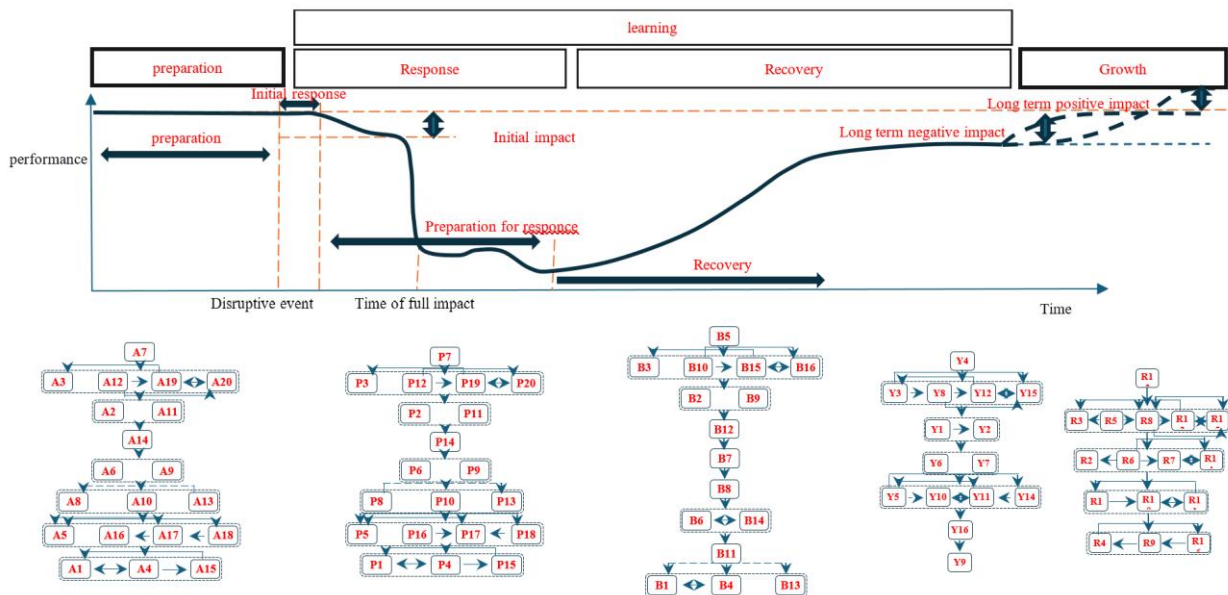 learning
preparation
Response
Recovery
Growth
Initial response
Long term positive impact
preparation
Initial impact
Long term negative impact
performance
Preparation for responce
Recovery
Disruptive event
Time of full impact
Time
A7
A3 A12 A19 A20
A2 A11
A14
A6 A9
A8 A10 A13
A5 A16 A17 A18
A1 A4 A15
P7
P3 P12 P19 P20
P2 P11
P14
P6 P9
P8 P10 P13
P5 P16 P17 P18
P1 P4 P15
B5
B3 B10 B15 B16
B2 B9
B12
B7
B8
B6 B14
B11
B1 B4 B13
Y4
Y3 Y8 Y12 Y15
Y1 Y2
Y6 Y7
Y5 Y10 Y11 Y14
Y16
Y9
R3 R5 R8
R2 R6 R7
R4 R9